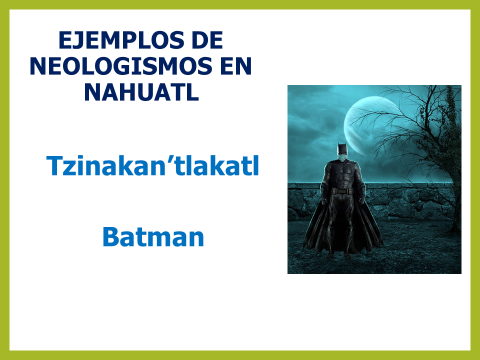 EJEMPLOS DE
NEOLOGISMOS EN
NAHUATL
Tzinakan’tlakatl
Batman